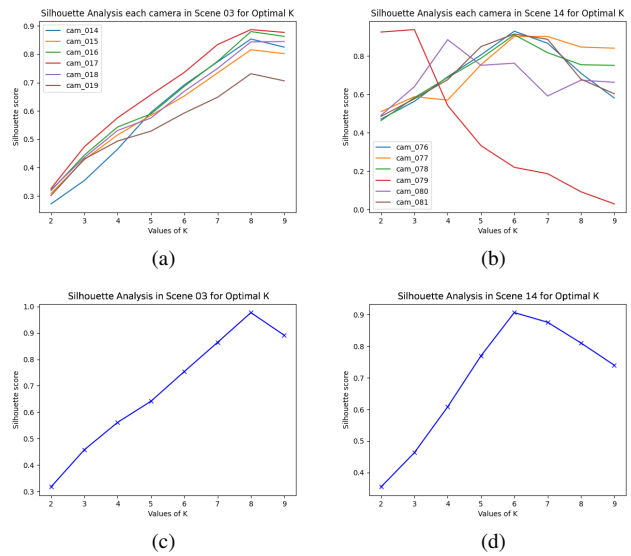 Silhouette Analysis each camera in Scene 03 for Optimal K
0.9
0.8
0.7
0.6
0.5
0.4
0.3
Silhouette score
cam_014
cam_015
cam_016
cam_017
cam_018
cam_019
2 3 4 5 6 7 8 9
Values of K
(a)
Silhouette Analysis each camera in Scene 14 for Optimal K
0.8
0.6
0.4
0.2
0.0
Silhouette score
cam_076
cam_077
cam_078
cam_079
cam_080
cam_081
2 3 4 5 6 7 8 9
Values of K
(b)
Silhouette Analysis in Scene 03 for Optimal K
1.0
0.9
0.8
0.7
0.6
0.5
0.4
0.3
Silhouette score
2 3 4 5 6 7 8 9
Values of K
(c)
Silhouette Analysis in Scene 14 for Optimal K
0.9
0.8
0.7
0.6
0.5
0.4
Silhouette score
2 3 4 5 6 7 8 9
Values of K
(d)